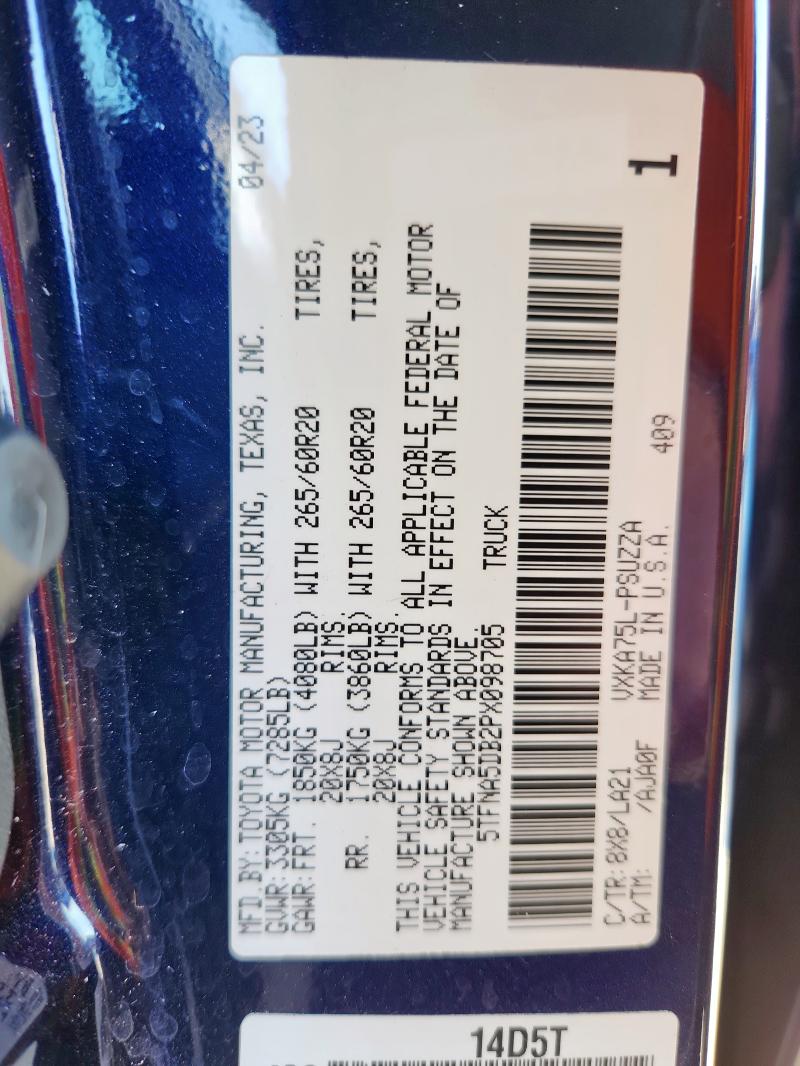 MFD.BY:TOYOTA MOTOR MANUFACTURING, TEXAS, INC. 04/23
GVWR:3305KG (7285LB)
GAWR:FRT. 1850KG (4080LB) WITH 265/60R20 TIRES,
20X8J RIMS.
RR. 1750KG (3860LB) WITH 265/60R20 TIRES,
20X8J RIMS.
THIS VEHICLE CONFORMS TO ALL APPLICABLE FEDERAL MOTOR
VEHICLE SAFETY STANDARDS IN EFFECT ON THE DATE OF
MANUFACTURE SHOWN ABOVE.
5TFNA5DB2PX098705 TRUCK
C/TR:8X8/LA21 VXKA75L-PSUZZA
A/TM: /AJA0F MADE IN U.S.A. 409
1
14D5T